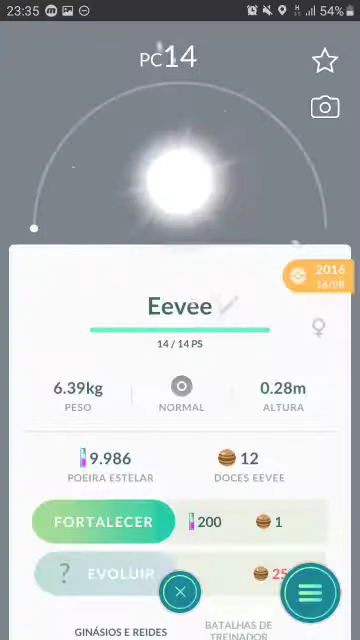 23:35
54%
PC14
2016
16/08
Eevee
14 / 14 PS
6.39kg
PESO
NORMAL
0.28m
ALTURA
9.986
POEIRA ESTELAR
12
DOCES EEVEE
FORTALECER
200
1
? EVOLUIR
25
GINÁSIOS E REIDES
BATALHAS DE
TREINADOR